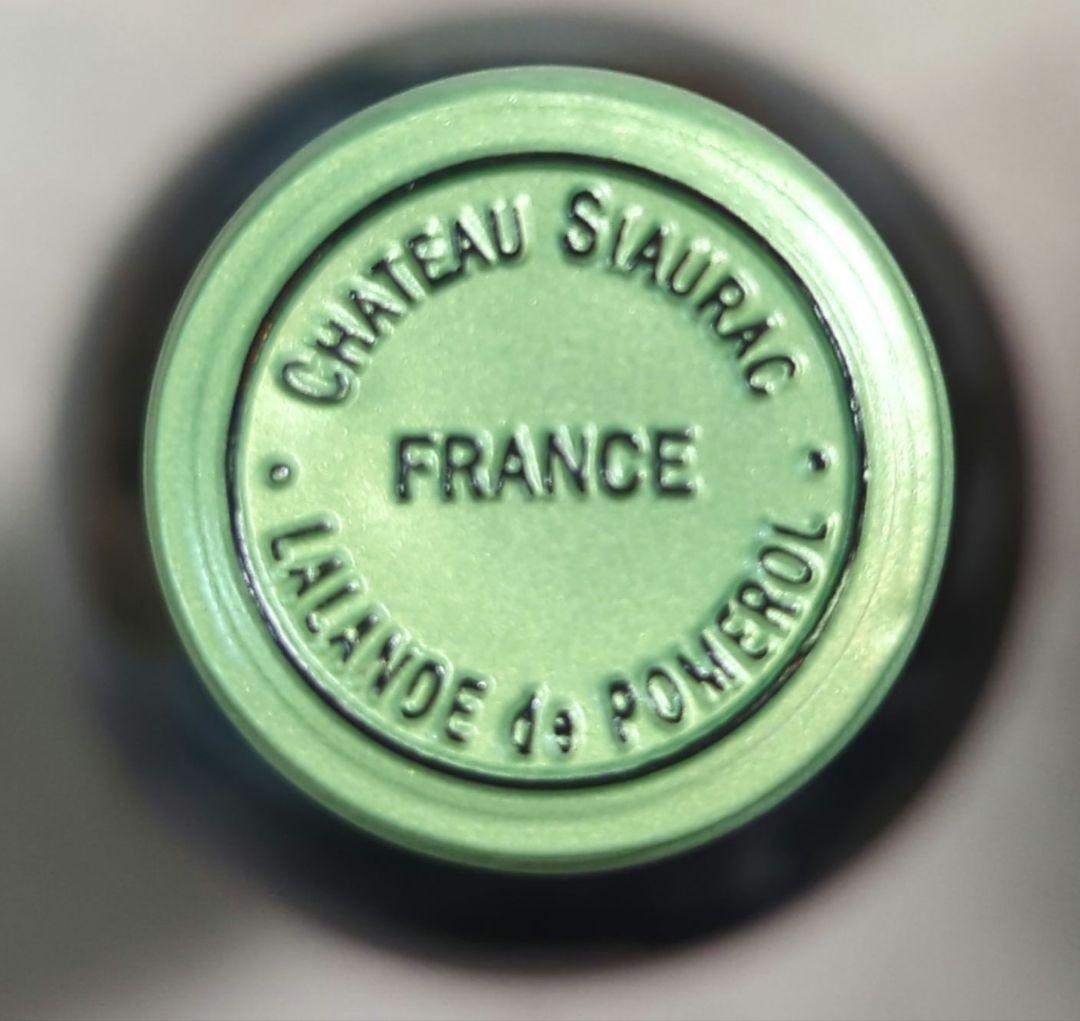 CHATEAU SIAURAC
FRANCE
• LALANDE de POMEROL •